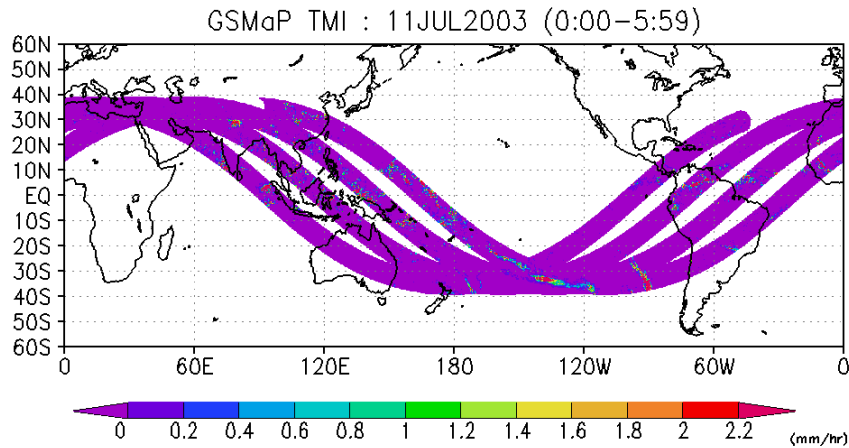 GSMaP TMI : 11JUL2003 (0:00-5:59)
60N
50N
40N
30N
20N
10N
EQ
10S
20S
30S
40S
50S
60S
0 60E 120E 180 120W 60W 0
0 0.2 0.4 0.6 0.8 1 1.2 1.4 1.6 1.8 2 2.2
(mm/hr)